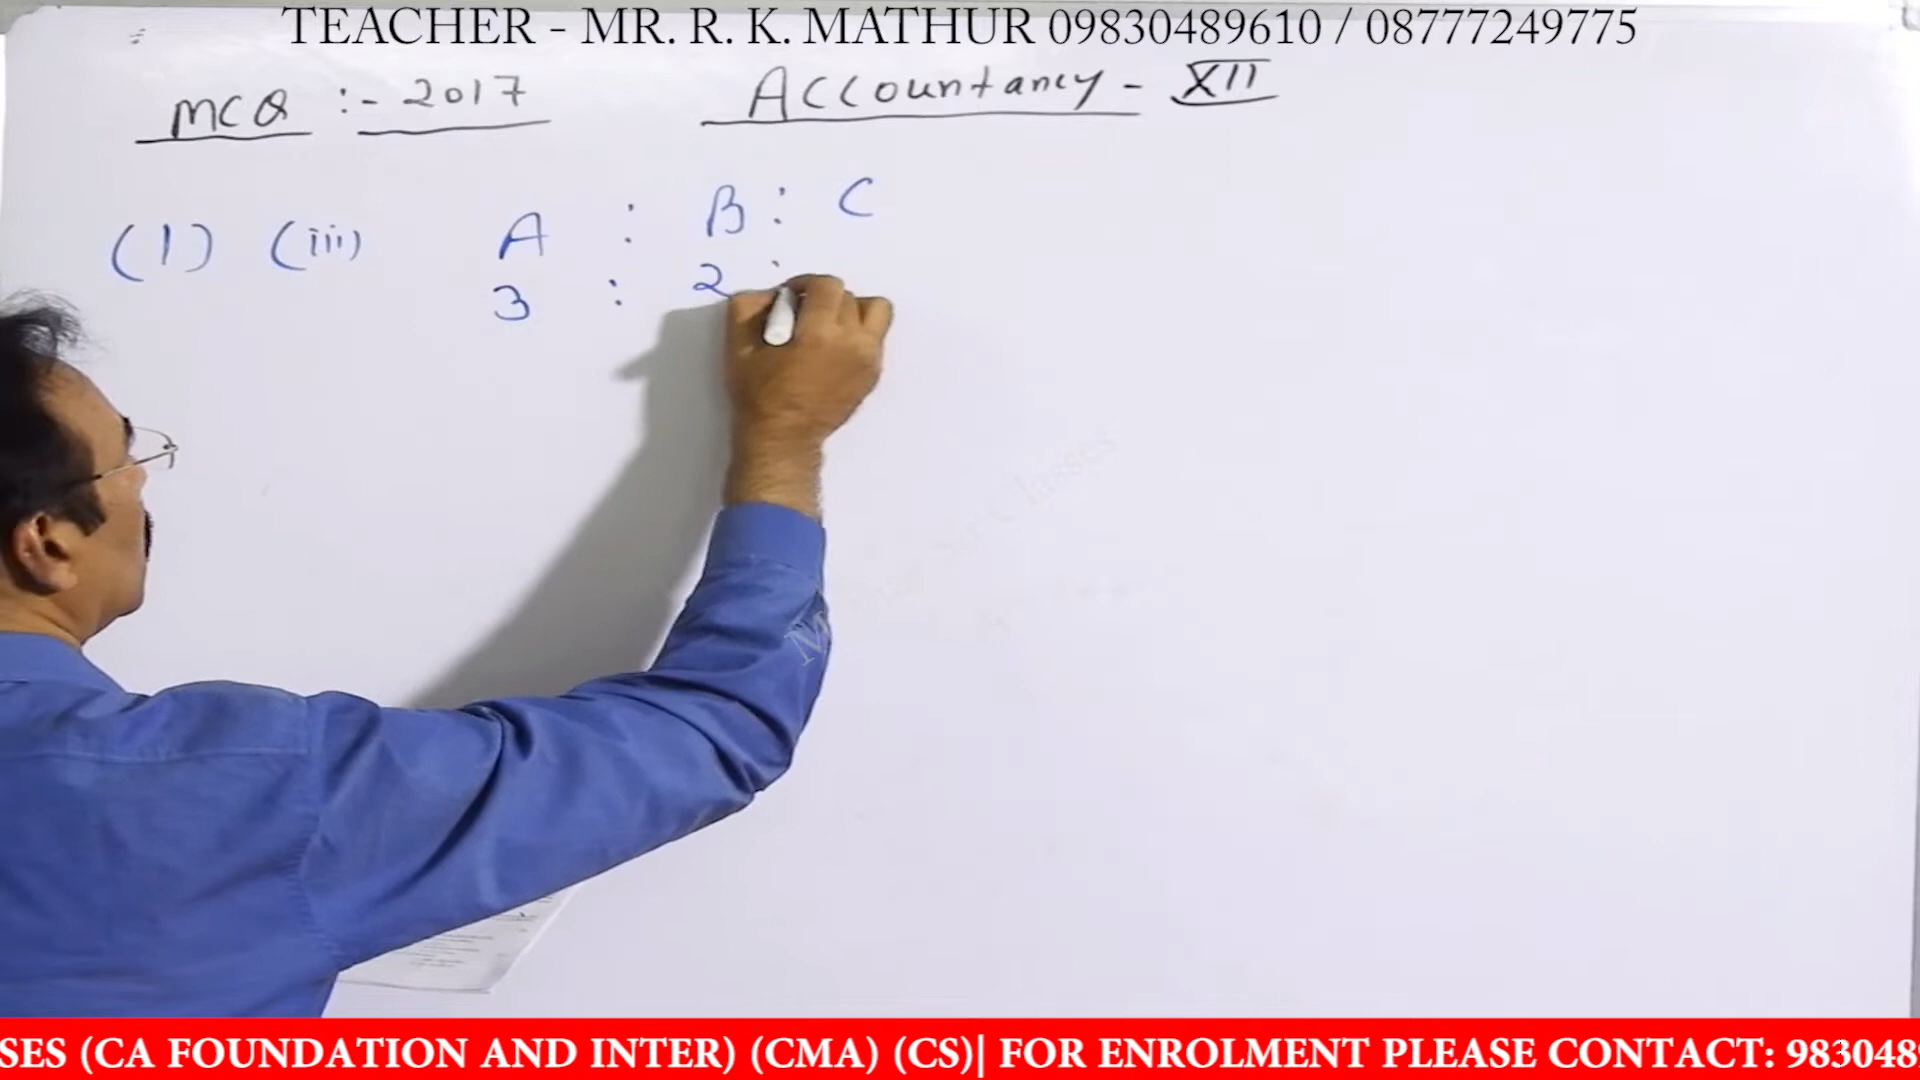 TEACHER - MR. R. K. MATHUR 09830489610 / 08777249775
MCQ :- 2017 Accountancy - XII
(1) (iii) A : B : C
3 : 2 :
SES (CA FOUNDATION AND INTER) (CMA) (CS)| FOR ENROLMENT PLEASE CONTACT: 983048